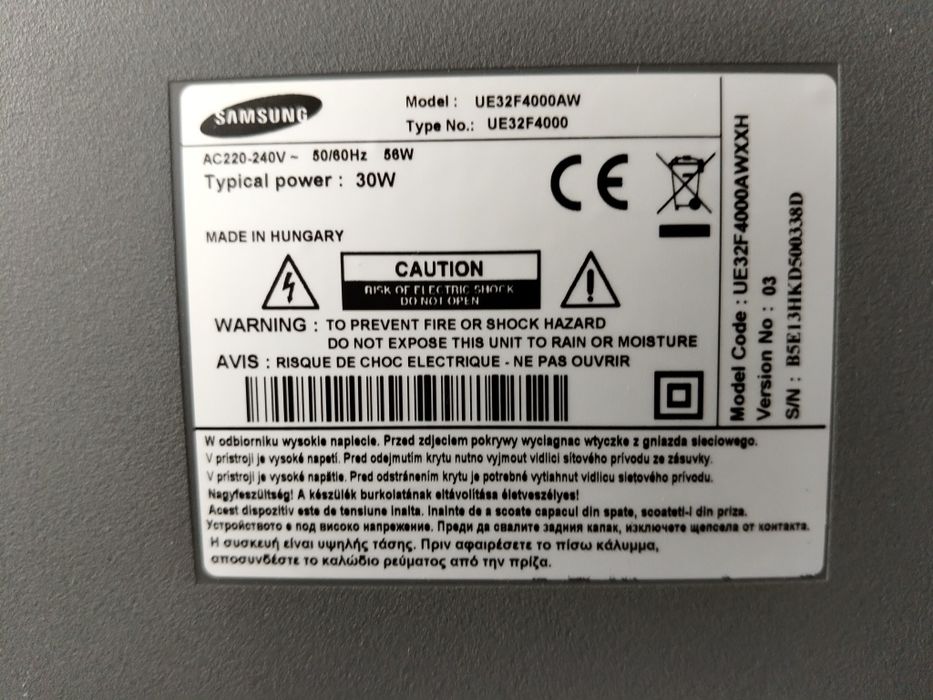 SAMSUNG
Model : UE32F4000AW
Type No.: UE32F4000
AC220-240V ~ 50/60Hz 56W
Typical power : 30W
CE
MADE IN HUNGARY
CAUTION
RISK OF ELECTRIC SHOCK
DO NOT OPEN
WARNING : TO PREVENT FIRE OR SHOCK HAZARD
DO NOT EXPOSE THIS UNIT TO RAIN OR MOISTURE
AVIS : RISQUE DE CHOC ELECTRIQUE - NE PAS OUVRIR
Model Code : UE32F4000AWXXH
Version No : 03
S/N : B5E13HKD500338D
W odbiorniku wysokie napiecie. Przed zdjeciem pokrywy wyciagnac wtyczke z gniazda sieciowego.
V pristroji je vysoké napetí. Pred odejmutím krytu nutno vyjmout vidlici sítového prívodu ze zásuvky.
V prístroji je vysoké napätie. Pred odstránením krytu je potrebné vytiahnut vidlicu sietového prívodu.
Nagyfeszültség! A készülék burkolatának eltávolítása életveszélyes!
Acest dispozitiv este de tensiune inalta. Inainte de a scoate capacul din spate, scoateti-l din priza.
Устройството е под високо напрежение. Преди да свалите задния капак, изключете щепсела от контакта.
Η συσκευή είναι υψηλής τάσης. Πριν αφαιρέσετε το πίσω κάλυμμα,
αποσυνδέστε το καλώδιο ρεύματος από την πρίζα.